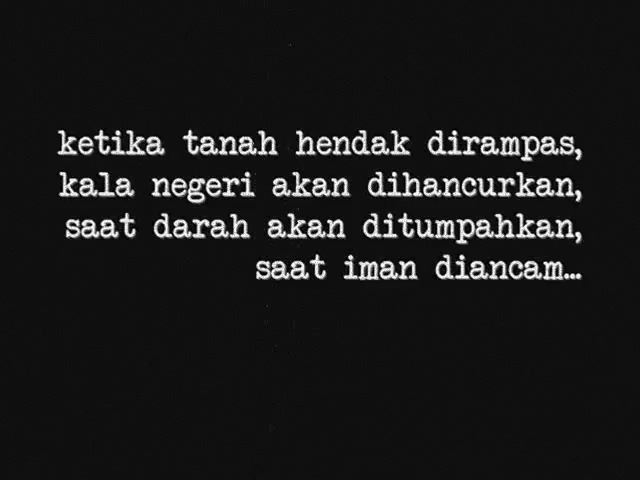 ketika tanah hendak dirampas,
kala negeri akan dihancurkan,
saat darah akan ditumpahkan,
saat iman diancam...